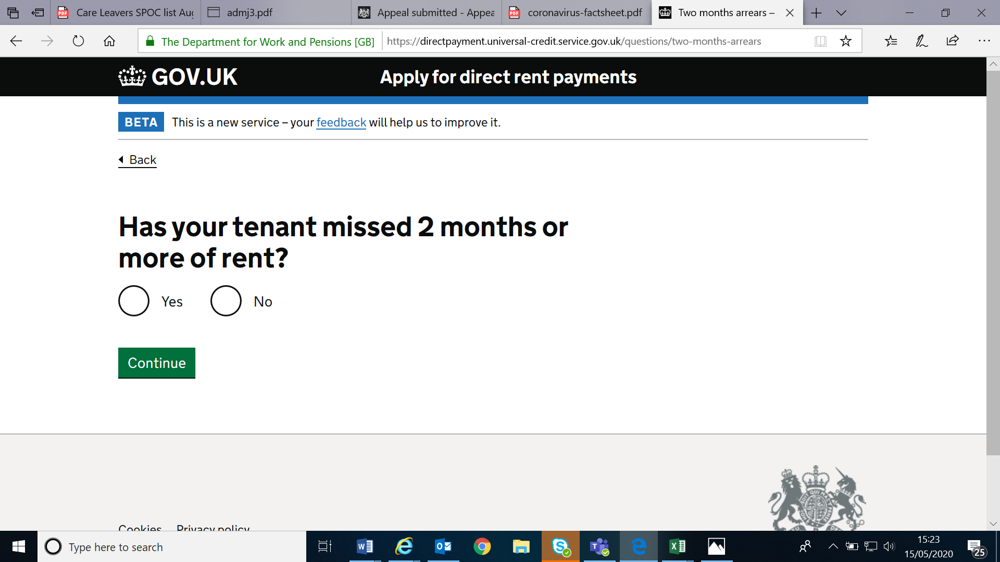 Care Leavers SPOC list Aug
admj3.pdf
Appeal submitted - Appea
coronavirus-factsheet.pdf
Two months arrears –
The Department for Work and Pensions [GB]
https://directpayment.universal-credit.service.gov.uk/questions/two-months-arrears
GOV.UK
Apply for direct rent payments
BETA
This is a new service – your feedback will help us to improve it.
Back
Has your tenant missed 2 months or
more of rent?
Yes
No
Continue
Cookies
Privacy policy
Type here to search
15:23
15/05/2020
25